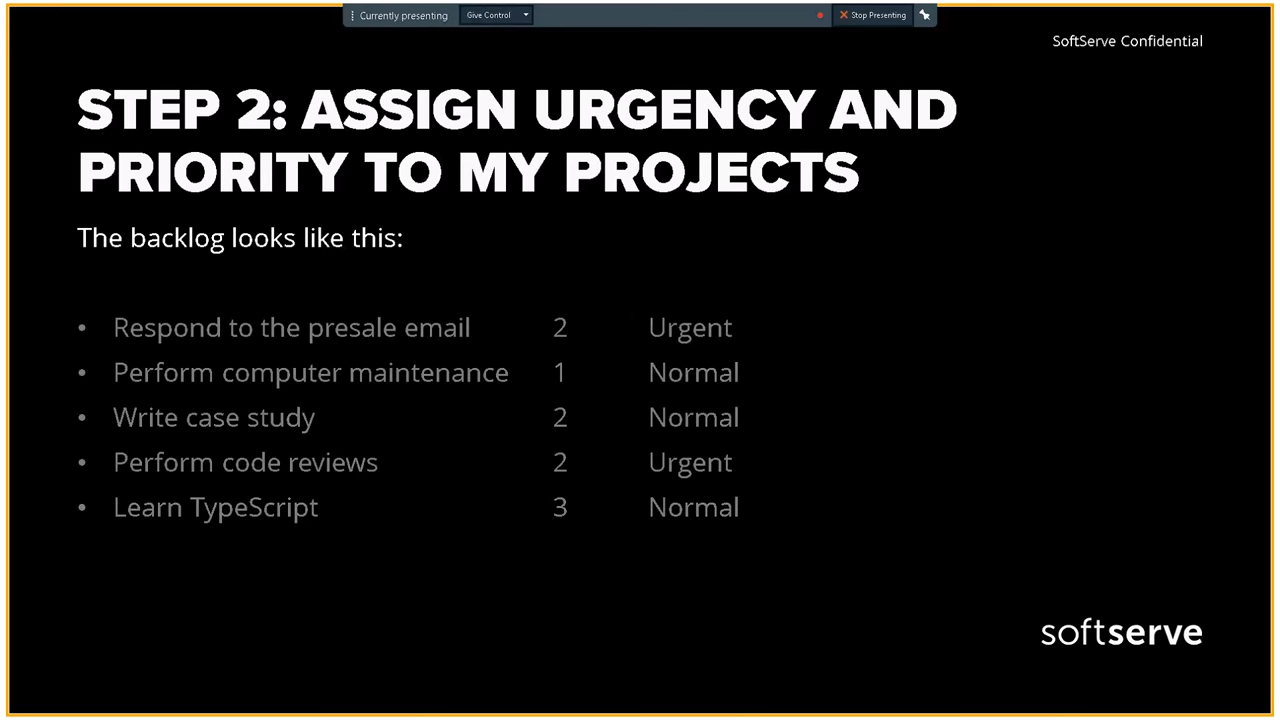 Currently presenting Give Control Stop Presenting
SoftServe Confidential
STEP 2: ASSIGN URGENCY AND
PRIORITY TO MY PROJECTS
The backlog looks like this:
• Respond to the presale email 2 Urgent
• Perform computer maintenance 1 Normal
• Write case study 2 Normal
• Perform code reviews 2 Urgent
• Learn TypeScript 3 Normal
softserve